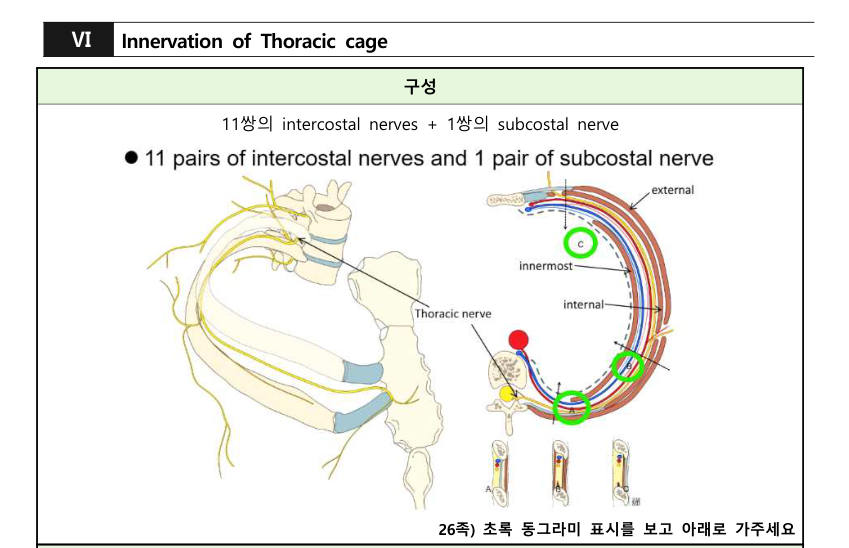 VI Innervation of Thoracic cage
구성
11쌍의 intercostal nerves + 1쌍의 subcostal nerve
● 11 pairs of intercostal nerves and 1 pair of subcostal nerve
external
C
innermost
internal
Thoracic nerve
B
A
A B C
26족) 초록 동그라미 표시를 보고 아래로 가주세요